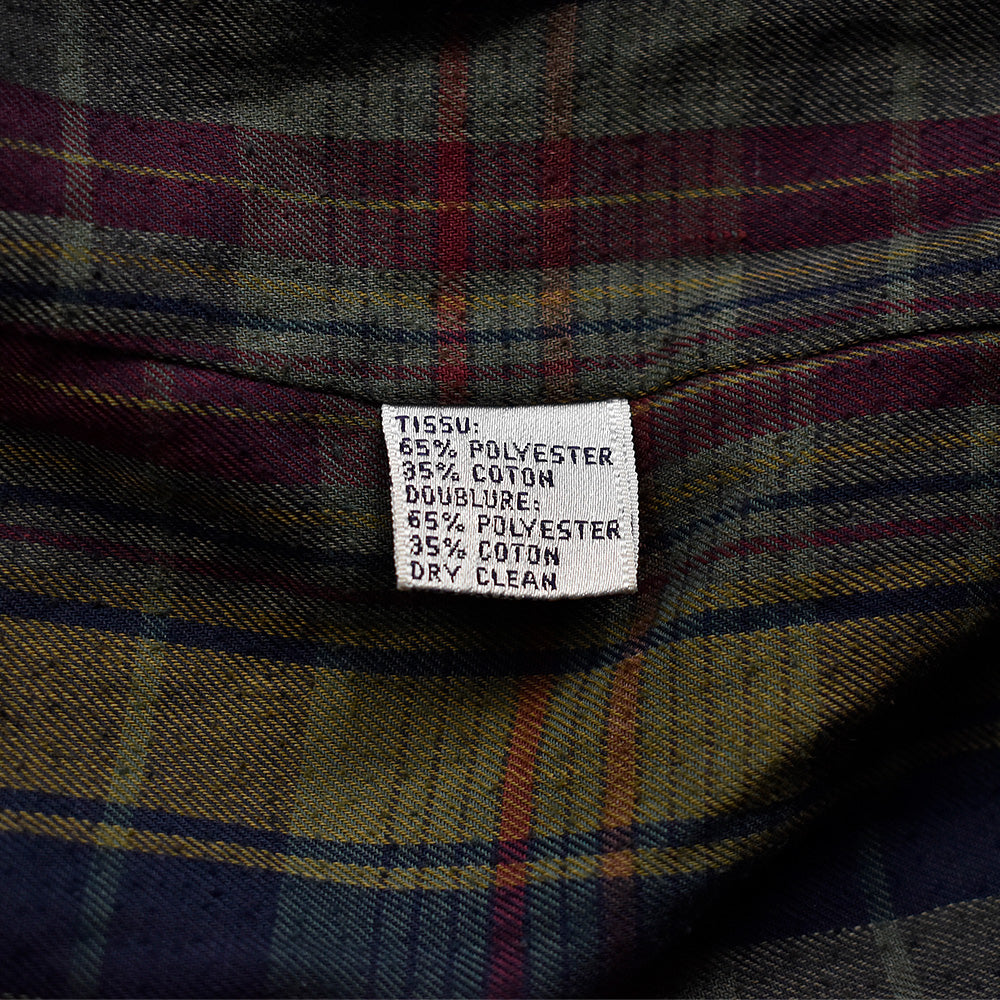 TISSU:
65% POLYESTER
35% COTON
DOUBLURE:
65% POLYESTER
35% COTON
DRY CLEAN